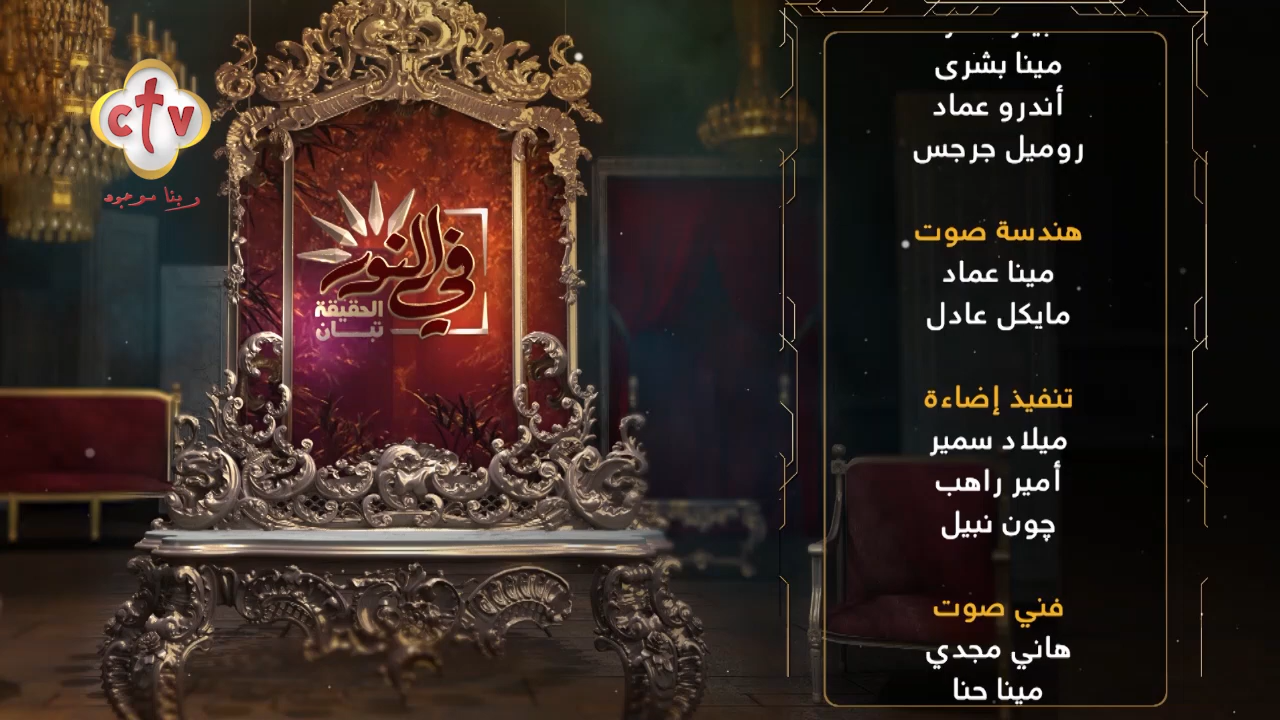 ctv
ربنا موجود
في النور
الحقيقة
تبان
مينا بشرى
أندرو عماد
روميل جرجس
هندسة صوت
مينا عماد
مايكل عادل
تنفيذ إضاءة
ميلاد سمير
أمير راهب
چون نبيل
فني صوت
هاني مجدي
مينا حنا